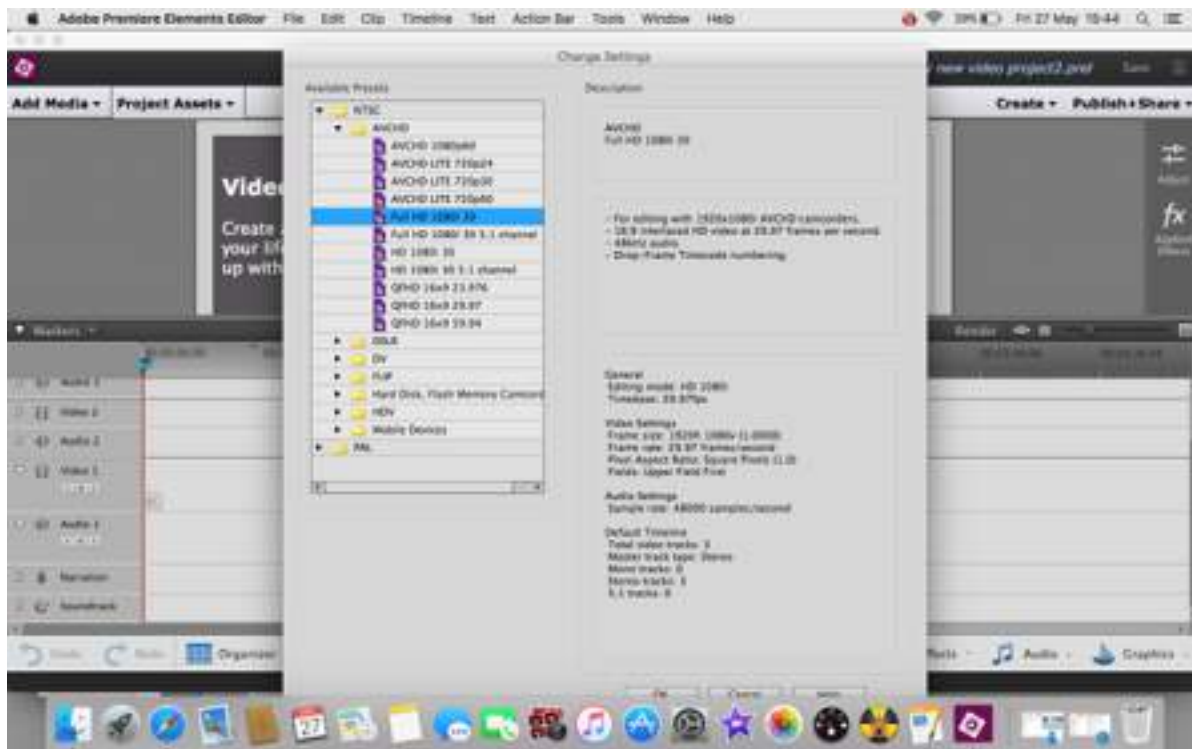 Adobe Premiere Elements Editor File Edit Clip Timeline Text Action Bar Tools Window Help
Fri 27 May 15:44
Change Settings
new video project2.prel Save
Add Media Project Assets
Create Publish+Share
Available Presets
Description
NTSC
AVCHD
AVCHD 1080p60
AVCHD LITE 720p24
AVCHD LITE 720p30
AVCHD LITE 720p60
Full HD 1080i 30
Full HD 1080i 30 5.1 channel
HD 1080i 30
HD 1080i 30 5.1 channel
QFHD 16x9 23.976
QFHD 16x9 29.97
QFHD 16x9 59.94
DSLR
DV
FLIP
Hard Disk, Flash Memory Camcord
HDV
Mobile Devices
PAL
AVCHD
Full HD 1080i 30
- For editing with 1920x1080i AVCHD camcorders.
- 16:9 interlaced HD video at 29.97 frames per second.
- 48kHz audio.
- Drop-Frame Timecode numbering.
General
Editing mode: HD 1080i
Timebase: 29.97fps
Video Settings
Frame size: 1920h 1080v (1.0000)
Frame rate: 29.97 frames/second
Pixel Aspect Ratio: Square Pixels (1.0)
Fields: Upper Field First
Audio Settings
Sample rate: 48000 samples/second
Default Timeline
Total video tracks: 3
Master track type: Stereo
Mono tracks: 0
Stereo tracks: 3
5.1 tracks: 0
Video
Create
your lif
up with
Adjust
fx
Applied
Effects
Markers
Render
Audio 3
Video 2
Audio 2
Video 1
Audio 1
Narration
Soundtrack
Undo Redo Organizer
Audio Graphics
OK Cancel
27